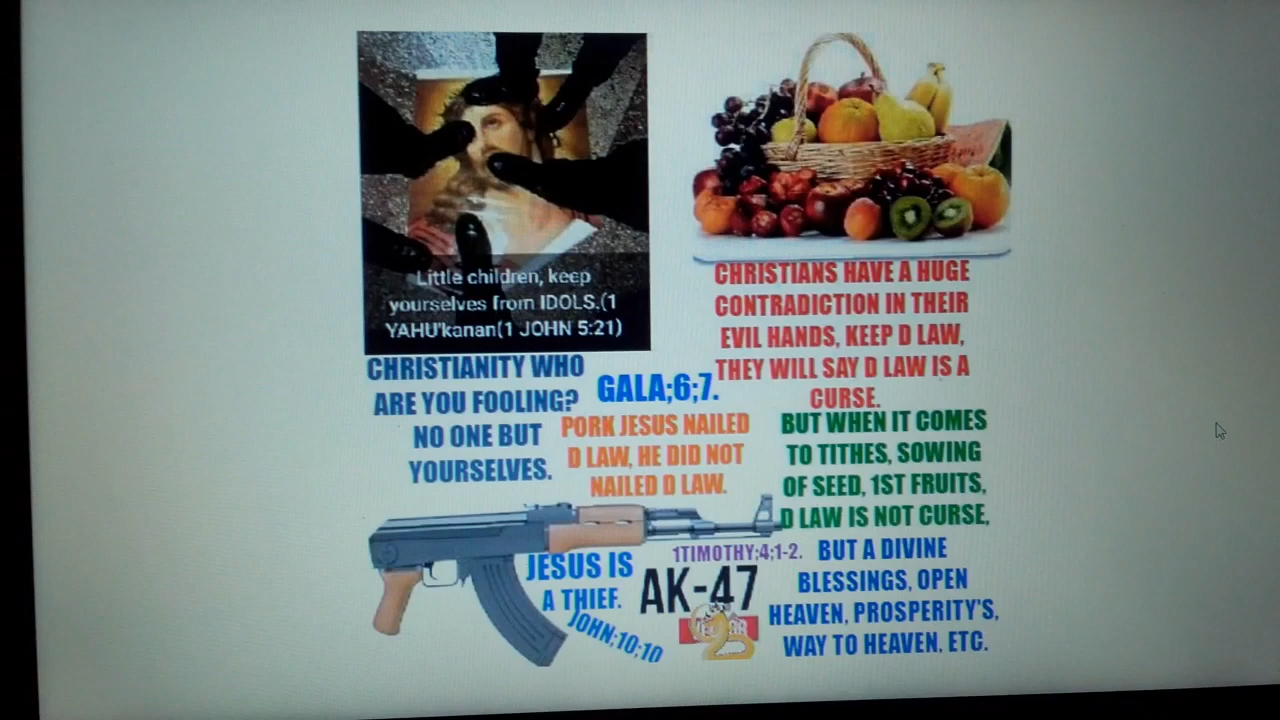 Little children, keep
yourselves from IDOLS.(1
YAHU'kanan(1 JOHN 5:21)
CHRISTIANITY WHO
ARE YOU FOOLING?
NO ONE BUT
YOURSELVES.
GALA;6;7.
PORK JESUS NAILED
D LAW, HE DID NOT
NAILED D LAW.
CHRISTIANS HAVE A HUGE
CONTRADICTION IN THEIR
EVIL HANDS, KEEP D LAW,
THEY WILL SAY D LAW IS A
CURSE.
BUT WHEN IT COMES
TO TITHES, SOWING
OF SEED, 1ST FRUITS,
D LAW IS NOT CURSE,
BUT A DIVINE
BLESSINGS, OPEN
HEAVEN, PROSPERITY'S,
WAY TO HEAVEN, ETC.
1TIMOTHY;4;1-2.
JESUS IS
A THIEF.
JOHN;10;10
AK-47